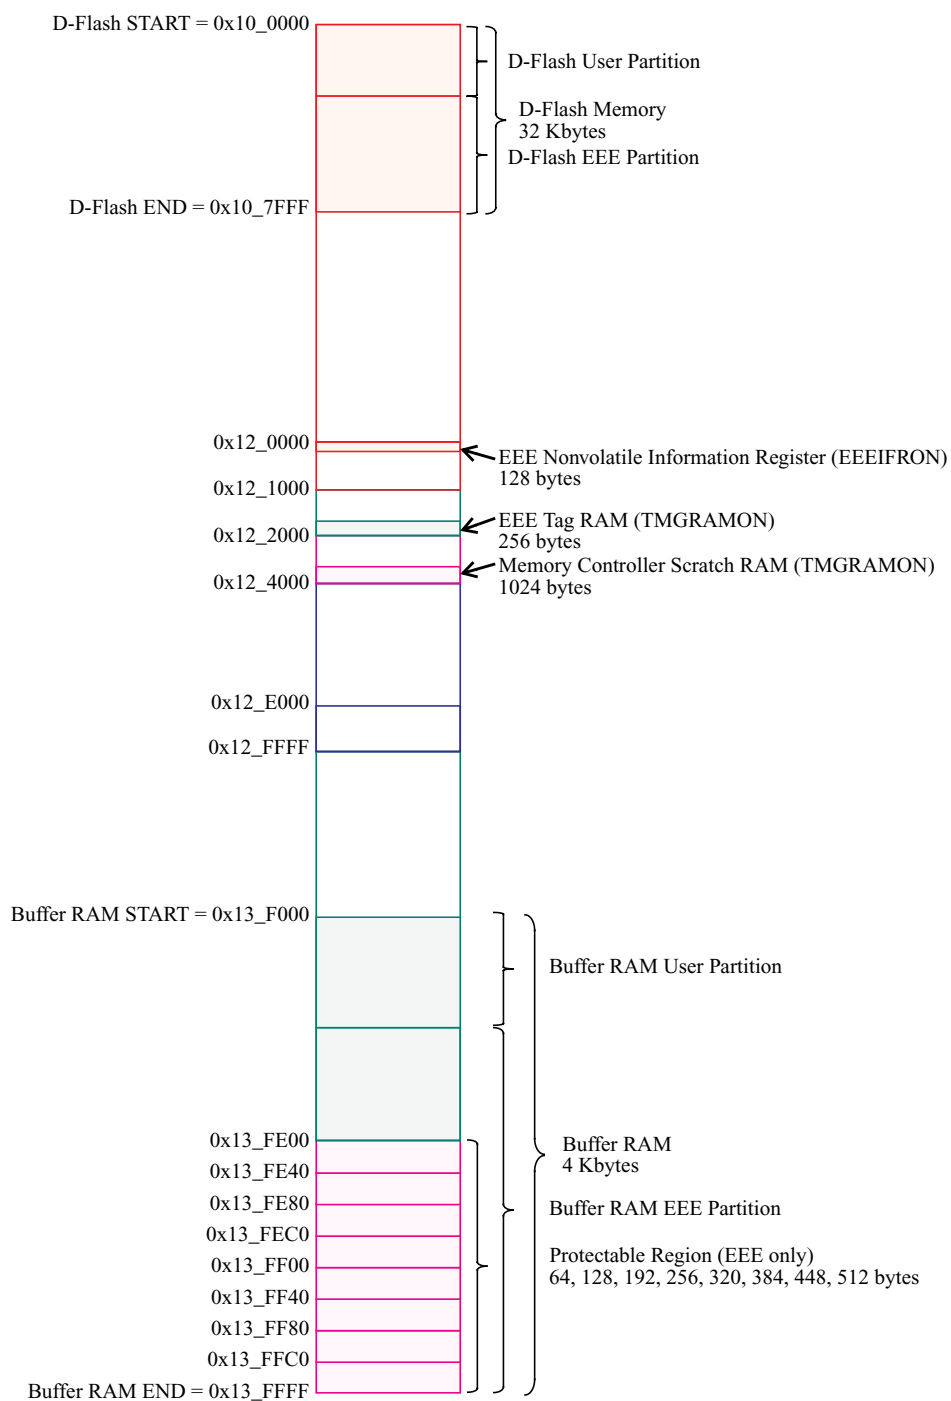 D-Flash START = 0x10_0000
D-Flash User Partition
D-Flash Memory
32 Kbytes
D-Flash EEE Partition
D-Flash END = 0x10_7FFF
0x12_0000
EEE Nonvolatile Information Register (EEEIFRON)
128 bytes
0x12_1000
EEE Tag RAM (TMGRAMON)
256 bytes
0x12_2000
Memory Controller Scratch RAM (TMGRAMON)
1024 bytes
0x12_4000
0x12_E000
0x12_FFFF
Buffer RAM START = 0x13_F000
Buffer RAM User Partition
0x13_FE00
Buffer RAM
4 Kbytes
0x13_FE40
0x13_FE80
Buffer RAM EEE Partition
0x13_FEC0
Protectable Region (EEE only)
64, 128, 192, 256, 320, 384, 448, 512 bytes
0x13_FF00
0x13_FF40
0x13_FF80
0x13_FFC0
Buffer RAM END = 0x13_FFFF